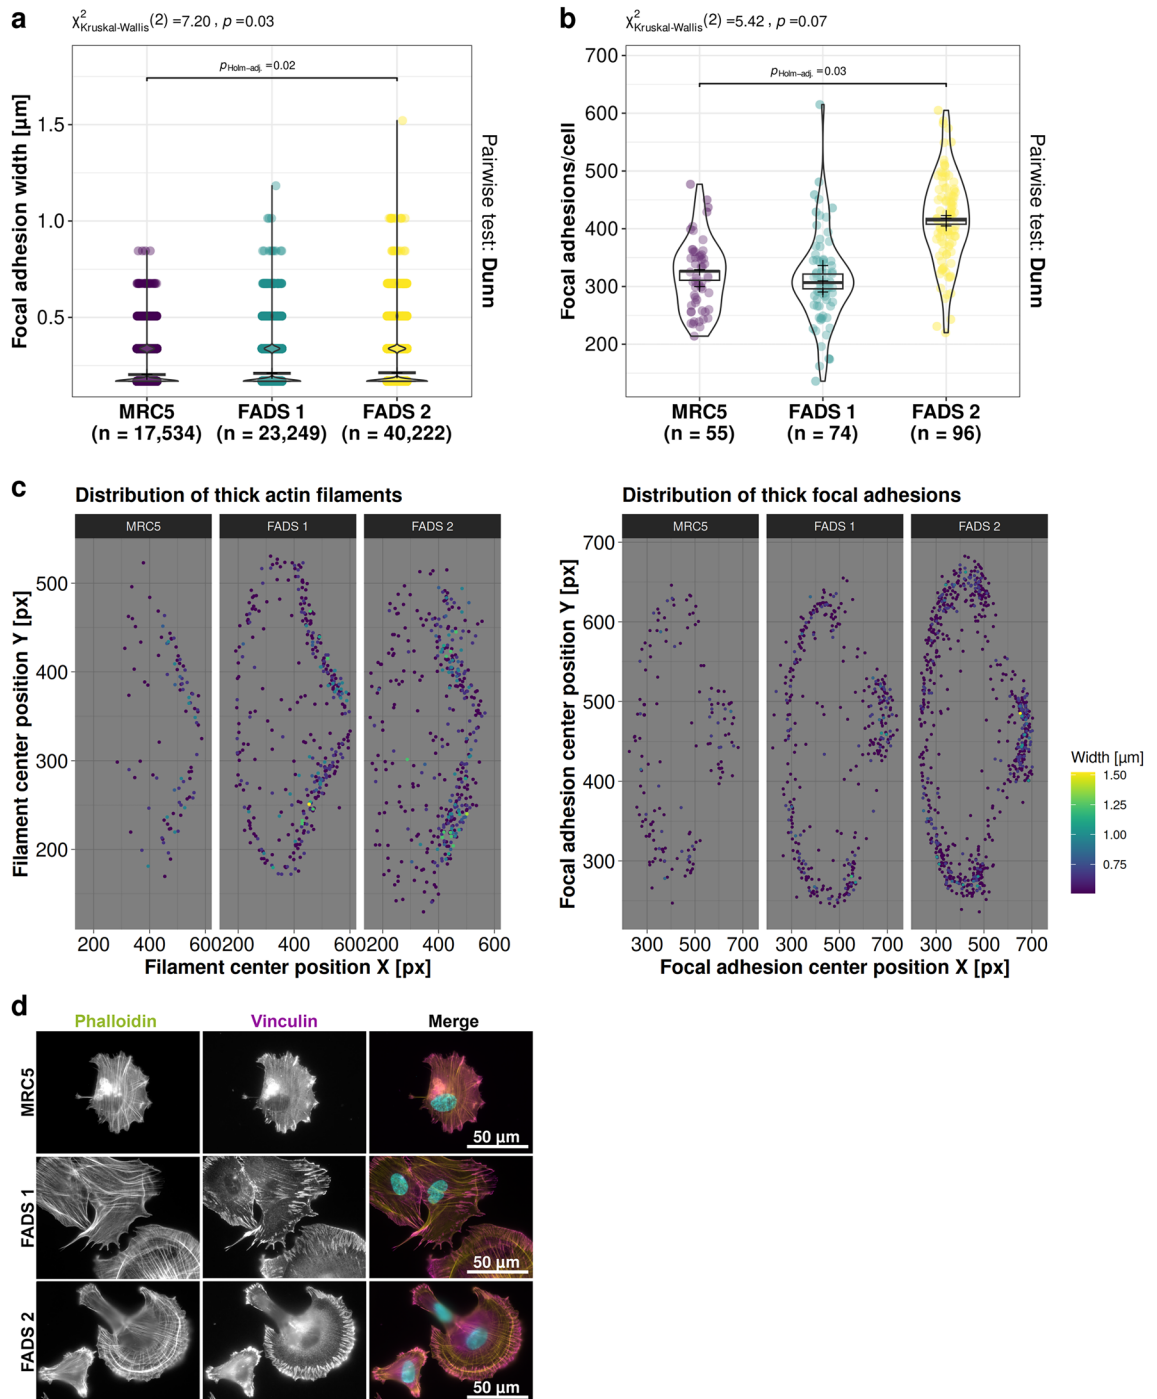 a
χ²Kruskal-Wallis(2) =7.20 , p =0.03
pHolm-adj. =0.02
Focal adhesion width [µm]
1.5
1.0
0.5
MRC5
(n = 17,534)
FADS 1
(n = 23,249)
FADS 2
(n = 40,222)
Pairwise test: Dunn
b
χ²Kruskal-Wallis(2) =5.42 , p =0.07
pHolm-adj. =0.03
Focal adhesions/cell
700
600
500
400
300
200
MRC5
(n = 55)
FADS 1
(n = 74)
FADS 2
(n = 96)
Pairwise test: Dunn
c
Distribution of thick actin filaments
MRC5 FADS 1 FADS 2
Filament center position Y [px]
500
400
300
200
200 400 600 200 400 600 200 400 600
Filament center position X [px]
Distribution of thick focal adhesions
MRC5 FADS 1 FADS 2
Focal adhesion center position Y [px]
700
600
500
400
300
300 500 700 300 500 700 300 500 700
Focal adhesion center position X [px]
Width [µm]
1.50
1.25
1.00
0.75
d
Phalloidin Vinculin Merge
MRC5
50 µm
FADS 1
50 µm
FADS 2
50 µm